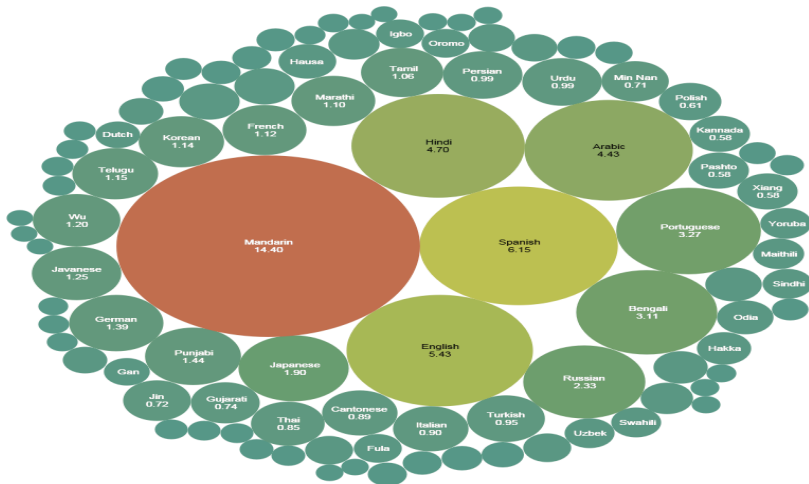 Igbo
Oromo
Hausa
Tamil
1.06
Persian
0.99
Urdu
0.99
Min Nan
0.71
Marathi
1.10
Polish
0.61
Dutch
Korean
1.14
French
1.12
Hindi
4.70
Arabic
4.43
Kannada
0.58
Telugu
1.15
Pashto
0.58
Xiang
0.58
Wu
1.20
Mandarin
14.40
Spanish
6.15
Portuguese
3.27
Yoruba
Maithili
Javanese
1.25
Sindhi
German
1.39
Bengali
3.11
Odia
Punjabi
1.44
English
5.43
Hakka
Gan
Japanese
1.90
Russian
2.33
Jin
0.72
Gujarati
0.74
Cantonese
0.89
Thai
0.85
Italian
0.90
Turkish
0.95
Swahili
Uzbek
Fula